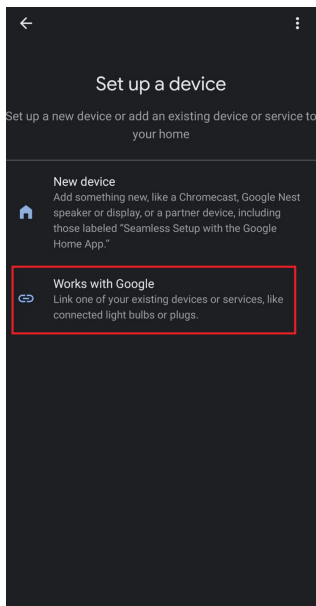 Set up a device
Set up a new device or add an existing device or service to
your home
New device
Add something new, like a Chromecast, Google Nest
speaker or display, or a partner device, including
those labeled “Seamless Setup with the Google
Home App.”
Works with Google
Link one of your existing devices or services, like
connected light bulbs or plugs.